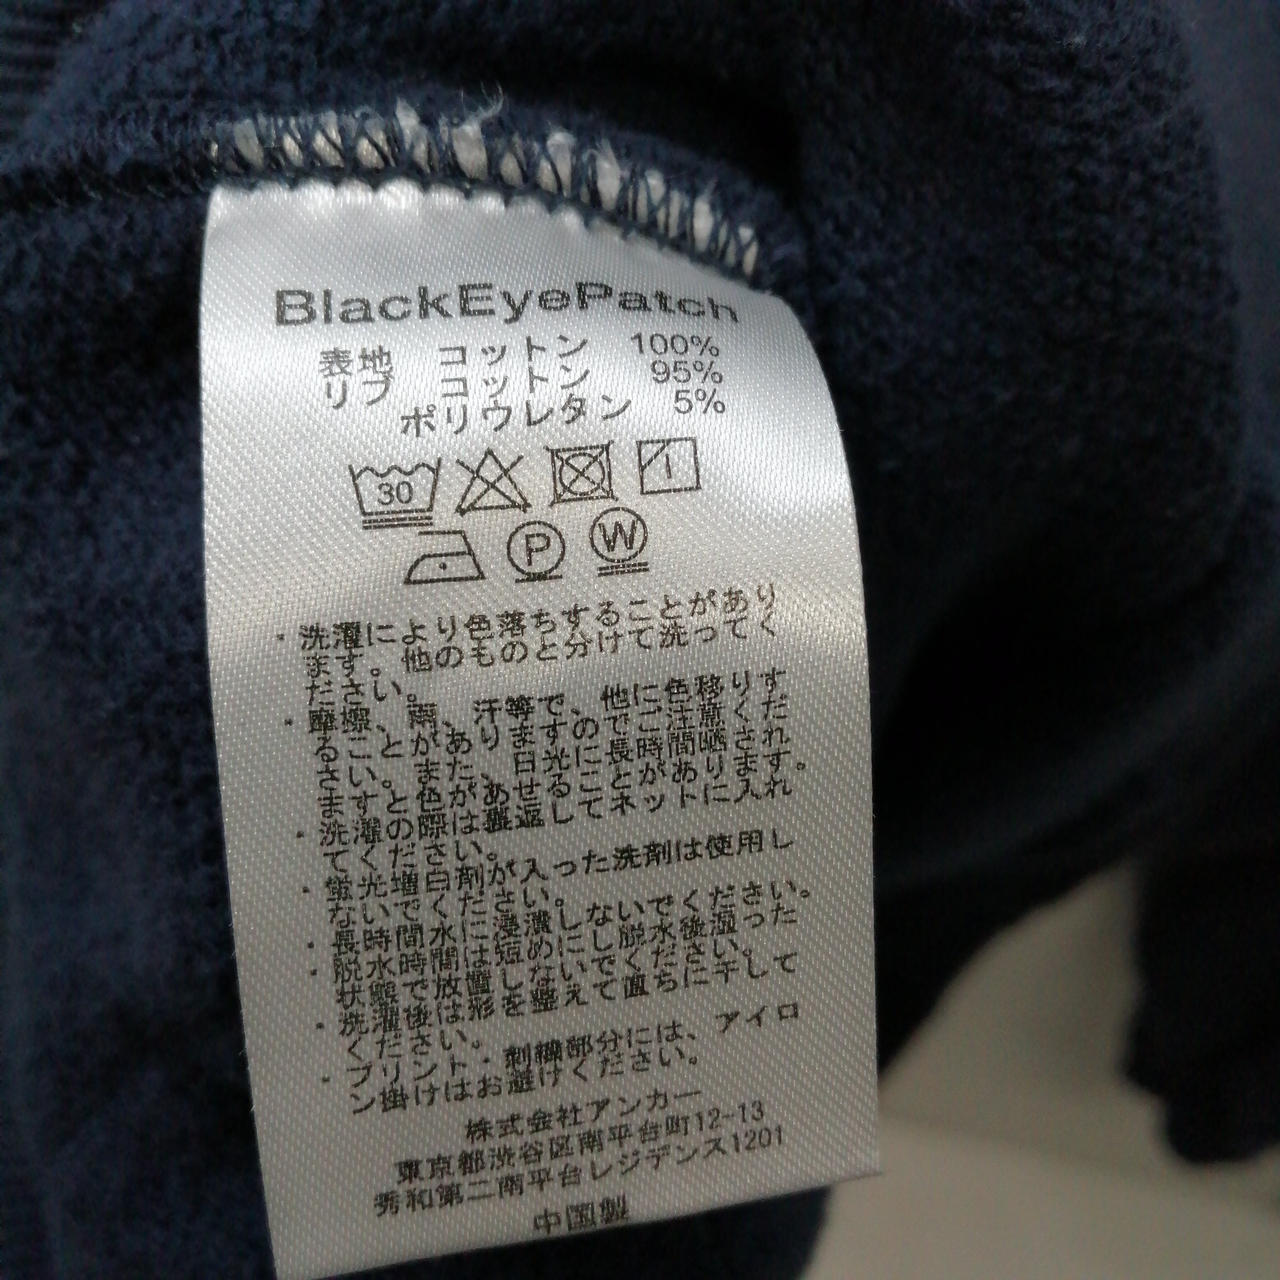 BlackEyePatch
表地 コットン 100%
リブ コットン 95%
ポリウレタン 5%
30
P W
・洗濯により色落ちすることがあり
ます。他のものと分けて洗ってく
ださい。
・摩擦、雨、汗等で、他に色移りす
ることがありますのでご注意くだ
さい。また、日光に長時間晒され
ますと色があせることがあります。
・洗濯の際は裏返してネットに入れ
てください。
・蛍光増白剤が入った洗剤は使用し
ないでください。
・長時間水に浸漬しないでください。
・脱水時間は短めにし脱水後湿った
状態で放置しないでください。
・洗濯後は形を整えて直ちに干して
ください。
・プリント・刺繍部分には、アイロ
ン掛けはお避けください。
株式会社アンカー
東京都渋谷区南平台町12-13
秀和第二南平台レジデンス1201
中国製